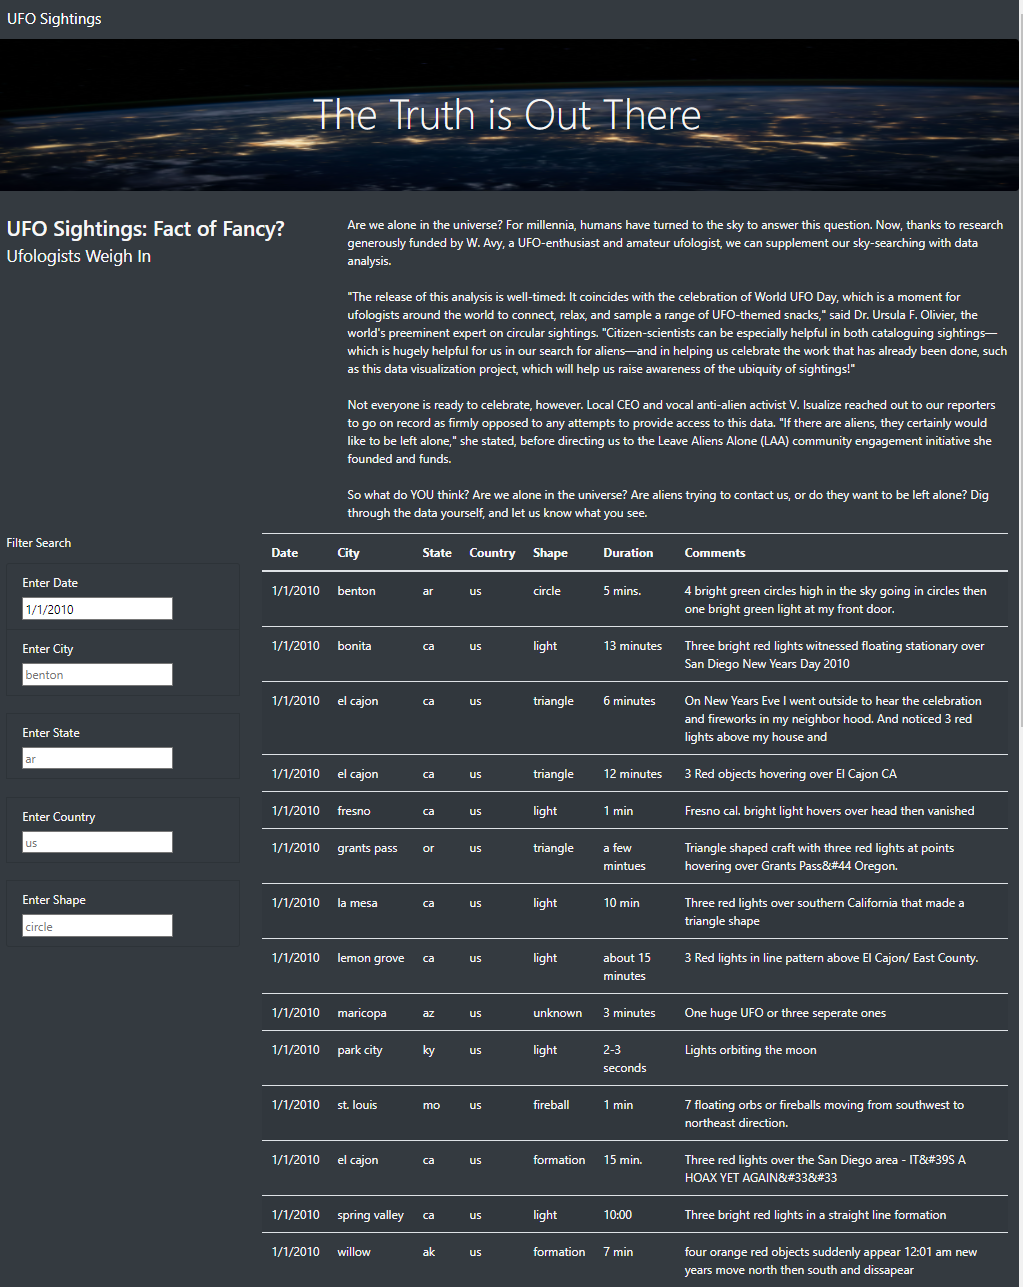 UFO Sightings
The Truth is Out There
UFO Sightings: Fact of Fancy?
Ufologists Weigh In
Are we alone in the universe? For millennia, humans have turned to the sky to answer this question. Now, thanks to research
generously funded by W. Avy, a UFO-enthusiast and amateur ufologist, we can supplement our sky-searching with data
analysis.
"The release of this analysis is well-timed: It coincides with the celebration of World UFO Day, which is a moment for
ufologists around the world to connect, relax, and sample a range of UFO-themed snacks," said Dr. Ursula F. Olivier, the
world's preeminent expert on circular sightings. "Citizen-scientists can be especially helpful in both cataloguing sightings—
which is hugely helpful for us in our search for aliens—and in helping us celebrate the work that has already been done, such
as this data visualization project, which will help us raise awareness of the ubiquity of sightings!"
Not everyone is ready to celebrate, however. Local CEO and vocal anti-alien activist V. Isualize reached out to our reporters
to go on record as firmly opposed to any attempts to provide access to this data. "If there are aliens, they certainly would
like to be left alone," she stated, before directing us to the Leave Aliens Alone (LAA) community engagement initiative she
founded and funds.
So what do YOU think? Are we alone in the universe? Are aliens trying to contact us, or do they want to be left alone? Dig
through the data yourself, and let us know what you see.
Filter Search
Enter Date
1/1/2010
Enter City
benton
Enter State
ar
Enter Country
us
Enter Shape
circle
Date City State Country Shape Duration Comments
1/1/2010 benton ar us circle 5 mins. 4 bright green circles high in the sky going in circles then
one bright green light at my front door.
1/1/2010 bonita ca us light 13 minutes Three bright red lights witnessed floating stationary over
San Diego New Years Day 2010
1/1/2010 el cajon ca us triangle 6 minutes On New Years Eve I went outside to hear the celebration
and fireworks in my neighbor hood. And noticed 3 red
lights above my house and
1/1/2010 el cajon ca us triangle 12 minutes 3 Red objects hovering over El Cajon CA
1/1/2010 fresno ca us light 1 min Fresno cal. bright light hovers over head then vanished
1/1/2010 grants pass or us triangle a few Triangle shaped craft with three red lights at points
mintues hovering over Grants Pass&#44 Oregon.
1/1/2010 la mesa ca us light 10 min Three red lights over southern California that made a
triangle shape
1/1/2010 lemon grove ca us light about 15 3 Red lights in line pattern above El Cajon/ East County.
minutes
1/1/2010 maricopa az us unknown 3 minutes One huge UFO or three seperate ones
1/1/2010 park city ky us light 2-3 Lights orbiting the moon
seconds
1/1/2010 st. louis mo us fireball 1 min 7 floating orbs or fireballs moving from southwest to
northeast direction.
1/1/2010 el cajon ca us formation 15 min. Three red lights over the San Diego area - IT&#39S A
HOAX YET AGAIN&#33&#33
1/1/2010 spring valley ca us light 10:00 Three bright red lights in a straight line formation
1/1/2010 willow ak us formation 7 min four orange red objects suddenly appear 12:01 am new
years move north then south and dissapear